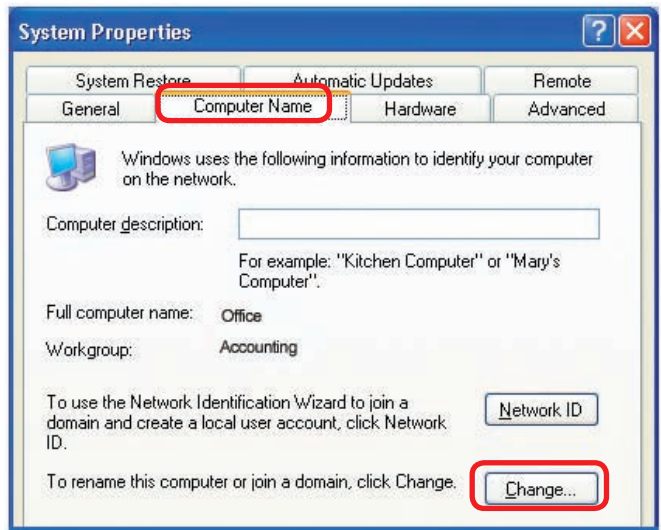 System Properties
System Restore Automatic Updates Remote
General Computer Name Hardware Advanced
Windows uses the following information to identify your computer
on the network.
Computer description:
For example: "Kitchen Computer" or "Mary's
Computer".
Full computer name: Office
Workgroup: Accounting
To use the Network Identification Wizard to join a
domain and create a local user account, click Network
ID.
Network ID
To rename this computer or join a domain, click Change.
Change...